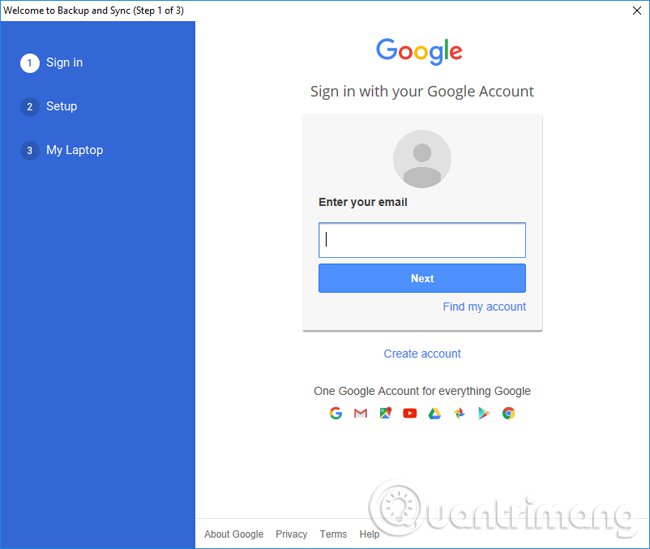 Welcome to Backup and Sync (Step 1 of 3)
1 Sign in
2 Setup
3 My Laptop
Google
Sign in with your Google Account
Enter your email
Next
Find my account
Create account
One Google Account for everything Google
About Google Privacy Terms Help
Quantrimang